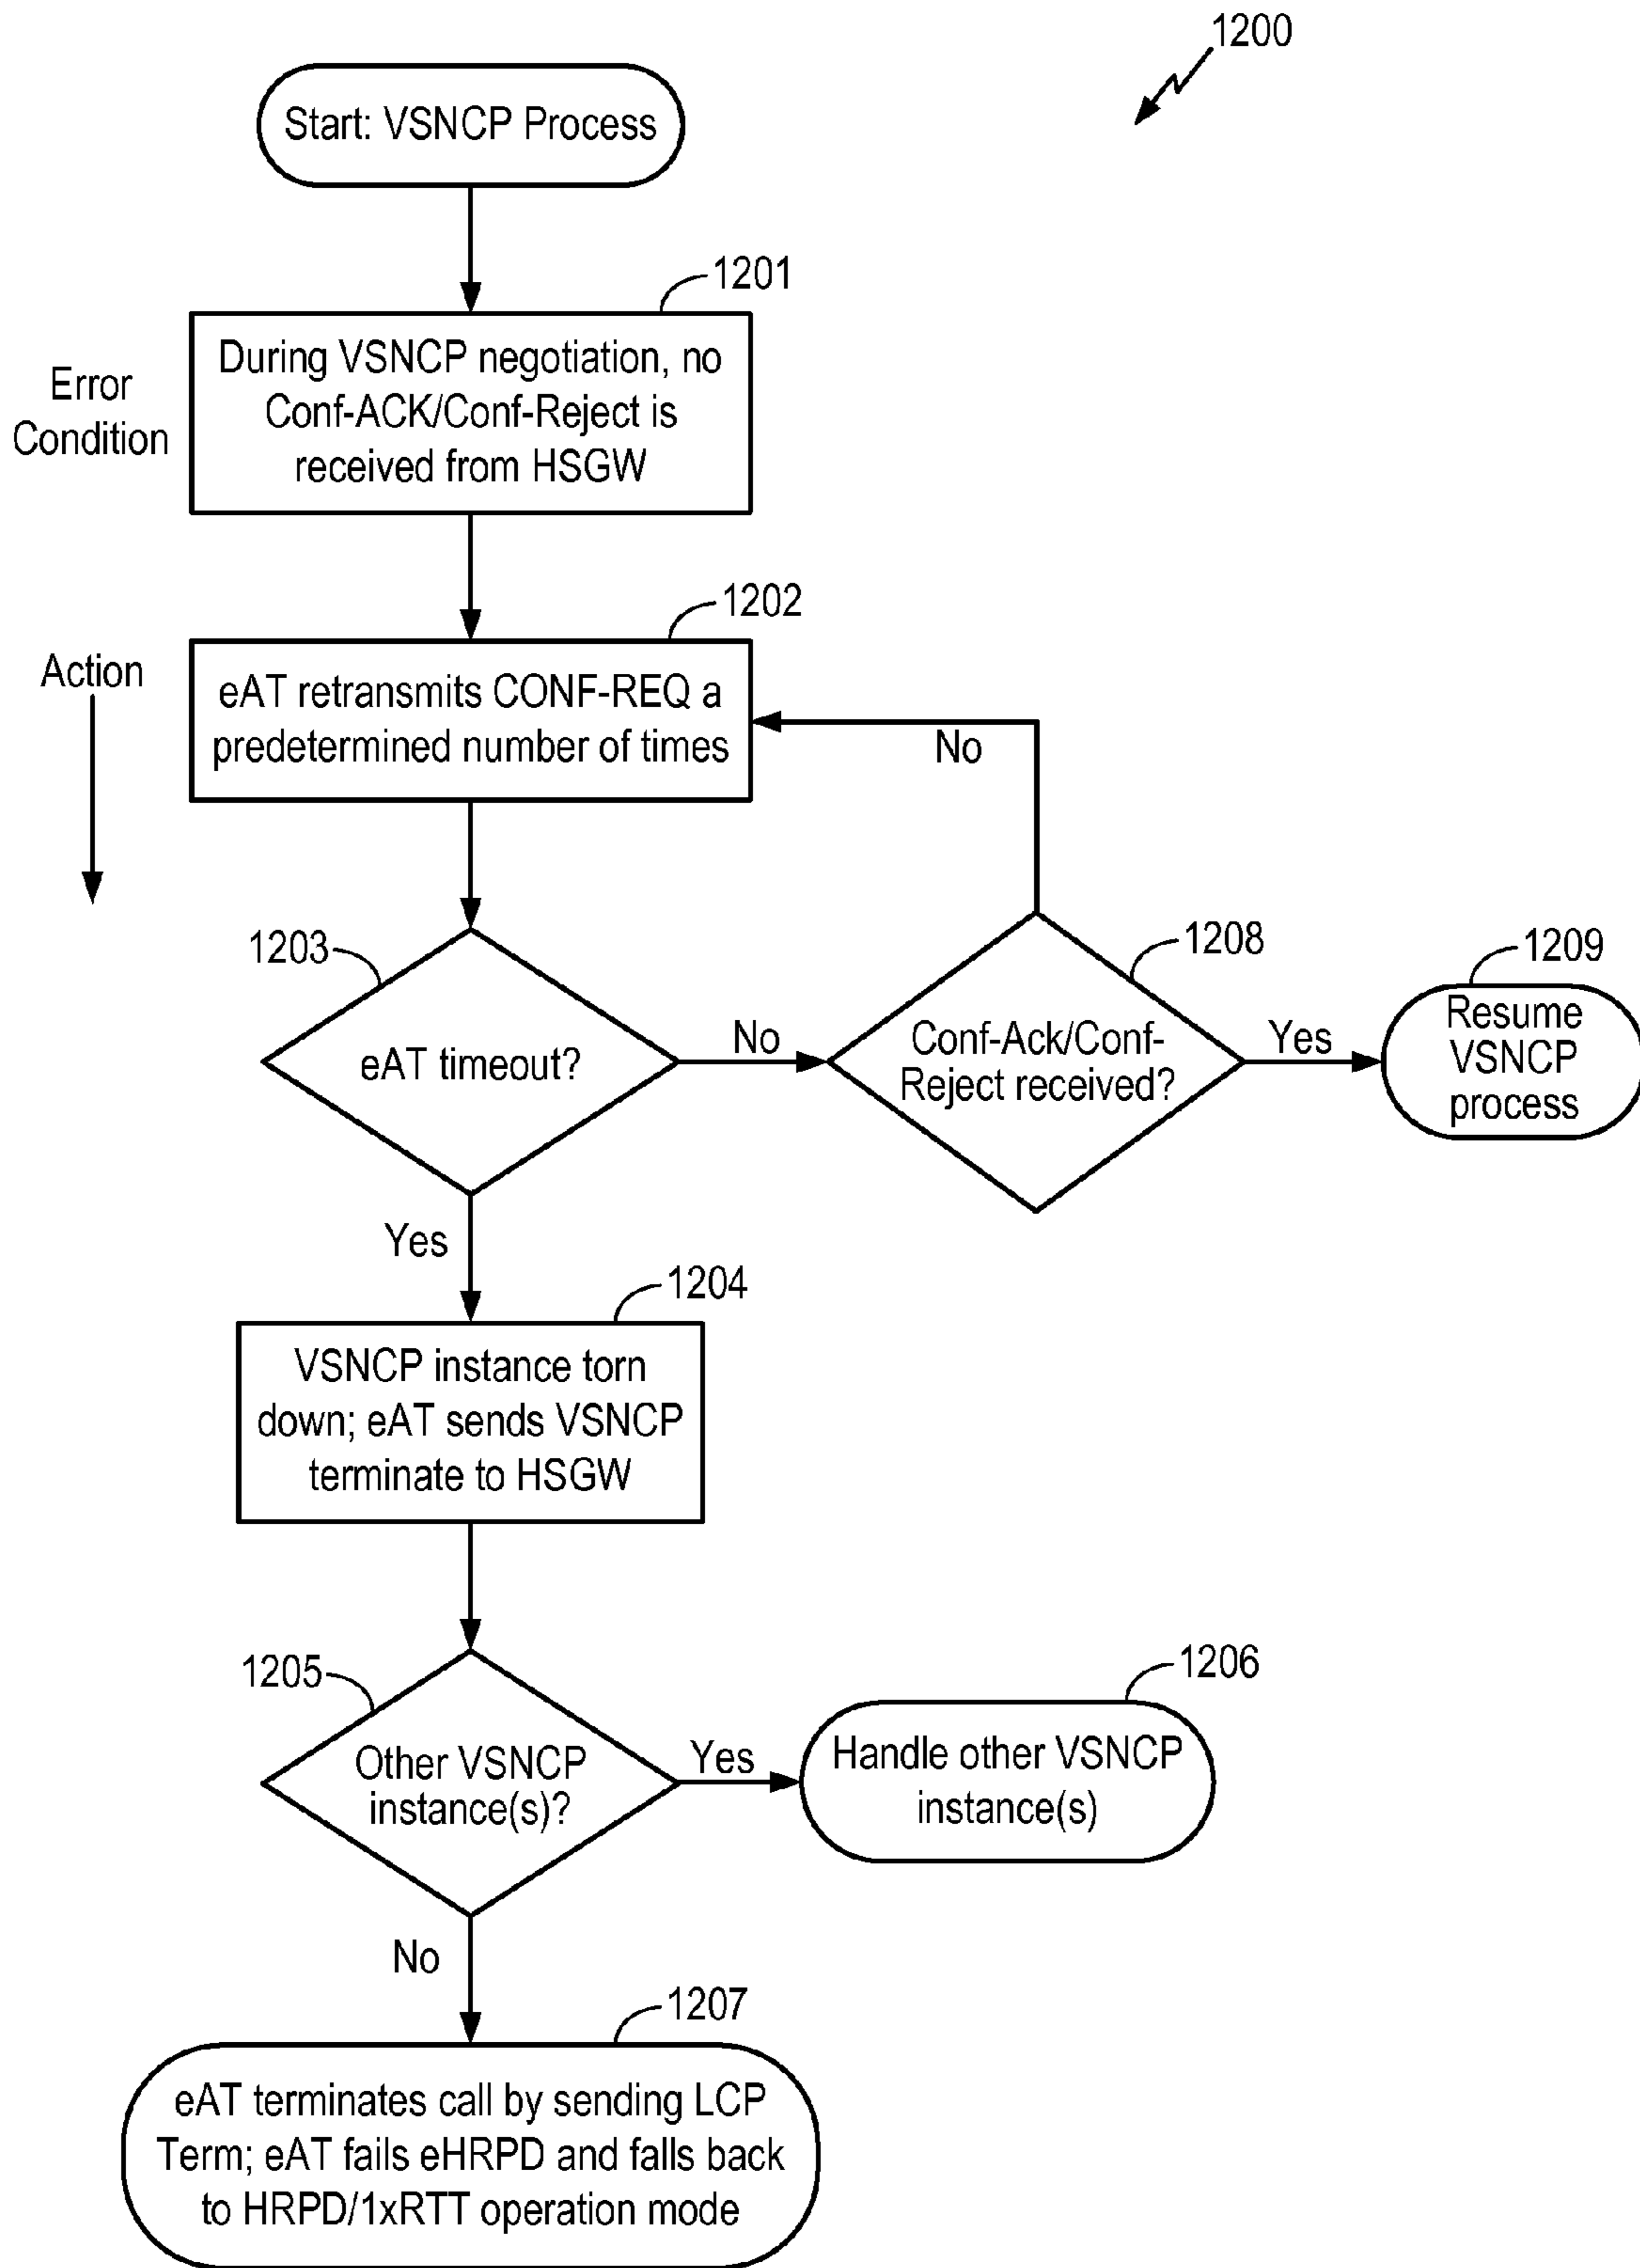 1200
Start: VSNCP Process
1201
Error
Condition
During VSNCP negotiation, no
Conf-ACK/Conf-Reject is
received from HSGW
1202
Action
eAT retransmits CONF-REQ a
predetermined number of times
No
1203
eAT timeout?
No
1208
Conf-Ack/Conf-
Reject received?
Yes
1209
Resume
VSNCP
process
Yes
1204
VSNCP instance torn
down; eAT sends VSNCP
terminate to HSGW
1205
Other VSNCP
instance(s)?
Yes
1206
Handle other VSNCP
instance(s)
No
1207
eAT terminates call by sending LCP
Term; eAT fails eHRPD and falls back
to HRPD/1xRTT operation mode